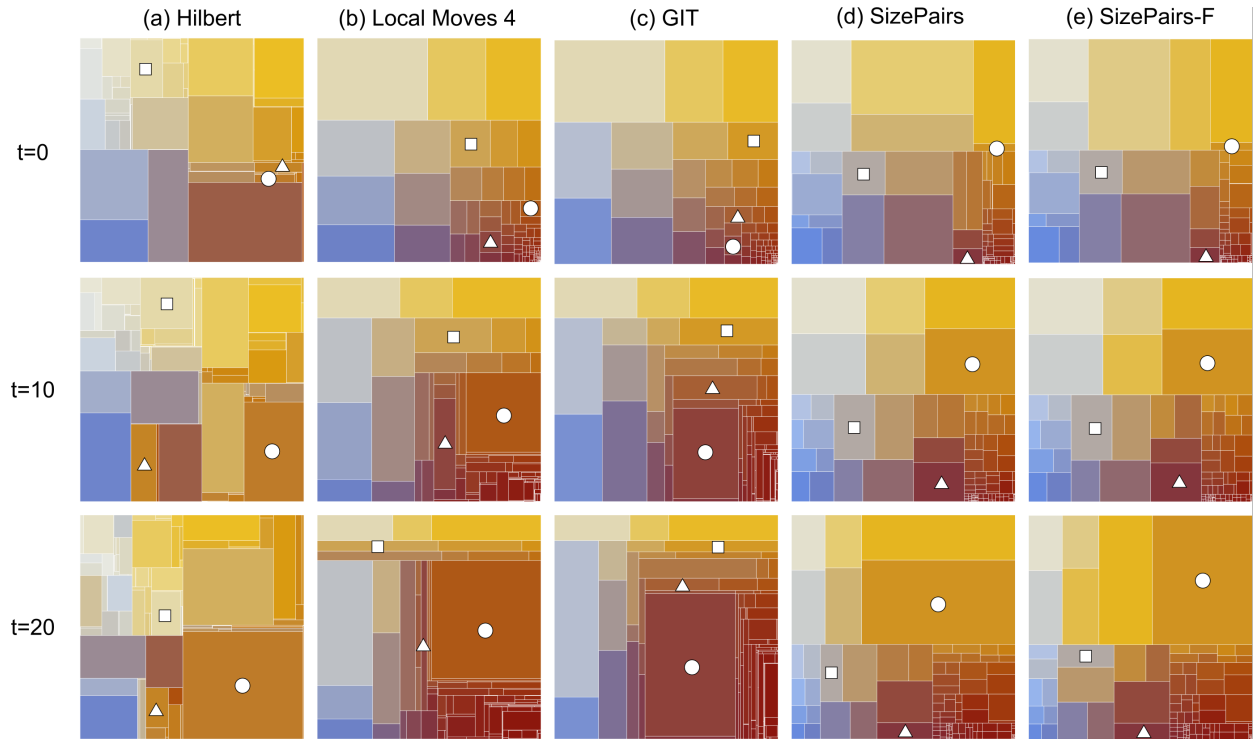 (a) Hilbert (b) Local Moves 4 (c) GIT (d) SizePairs (e) SizePairs-F
t=0
t=10
t=20